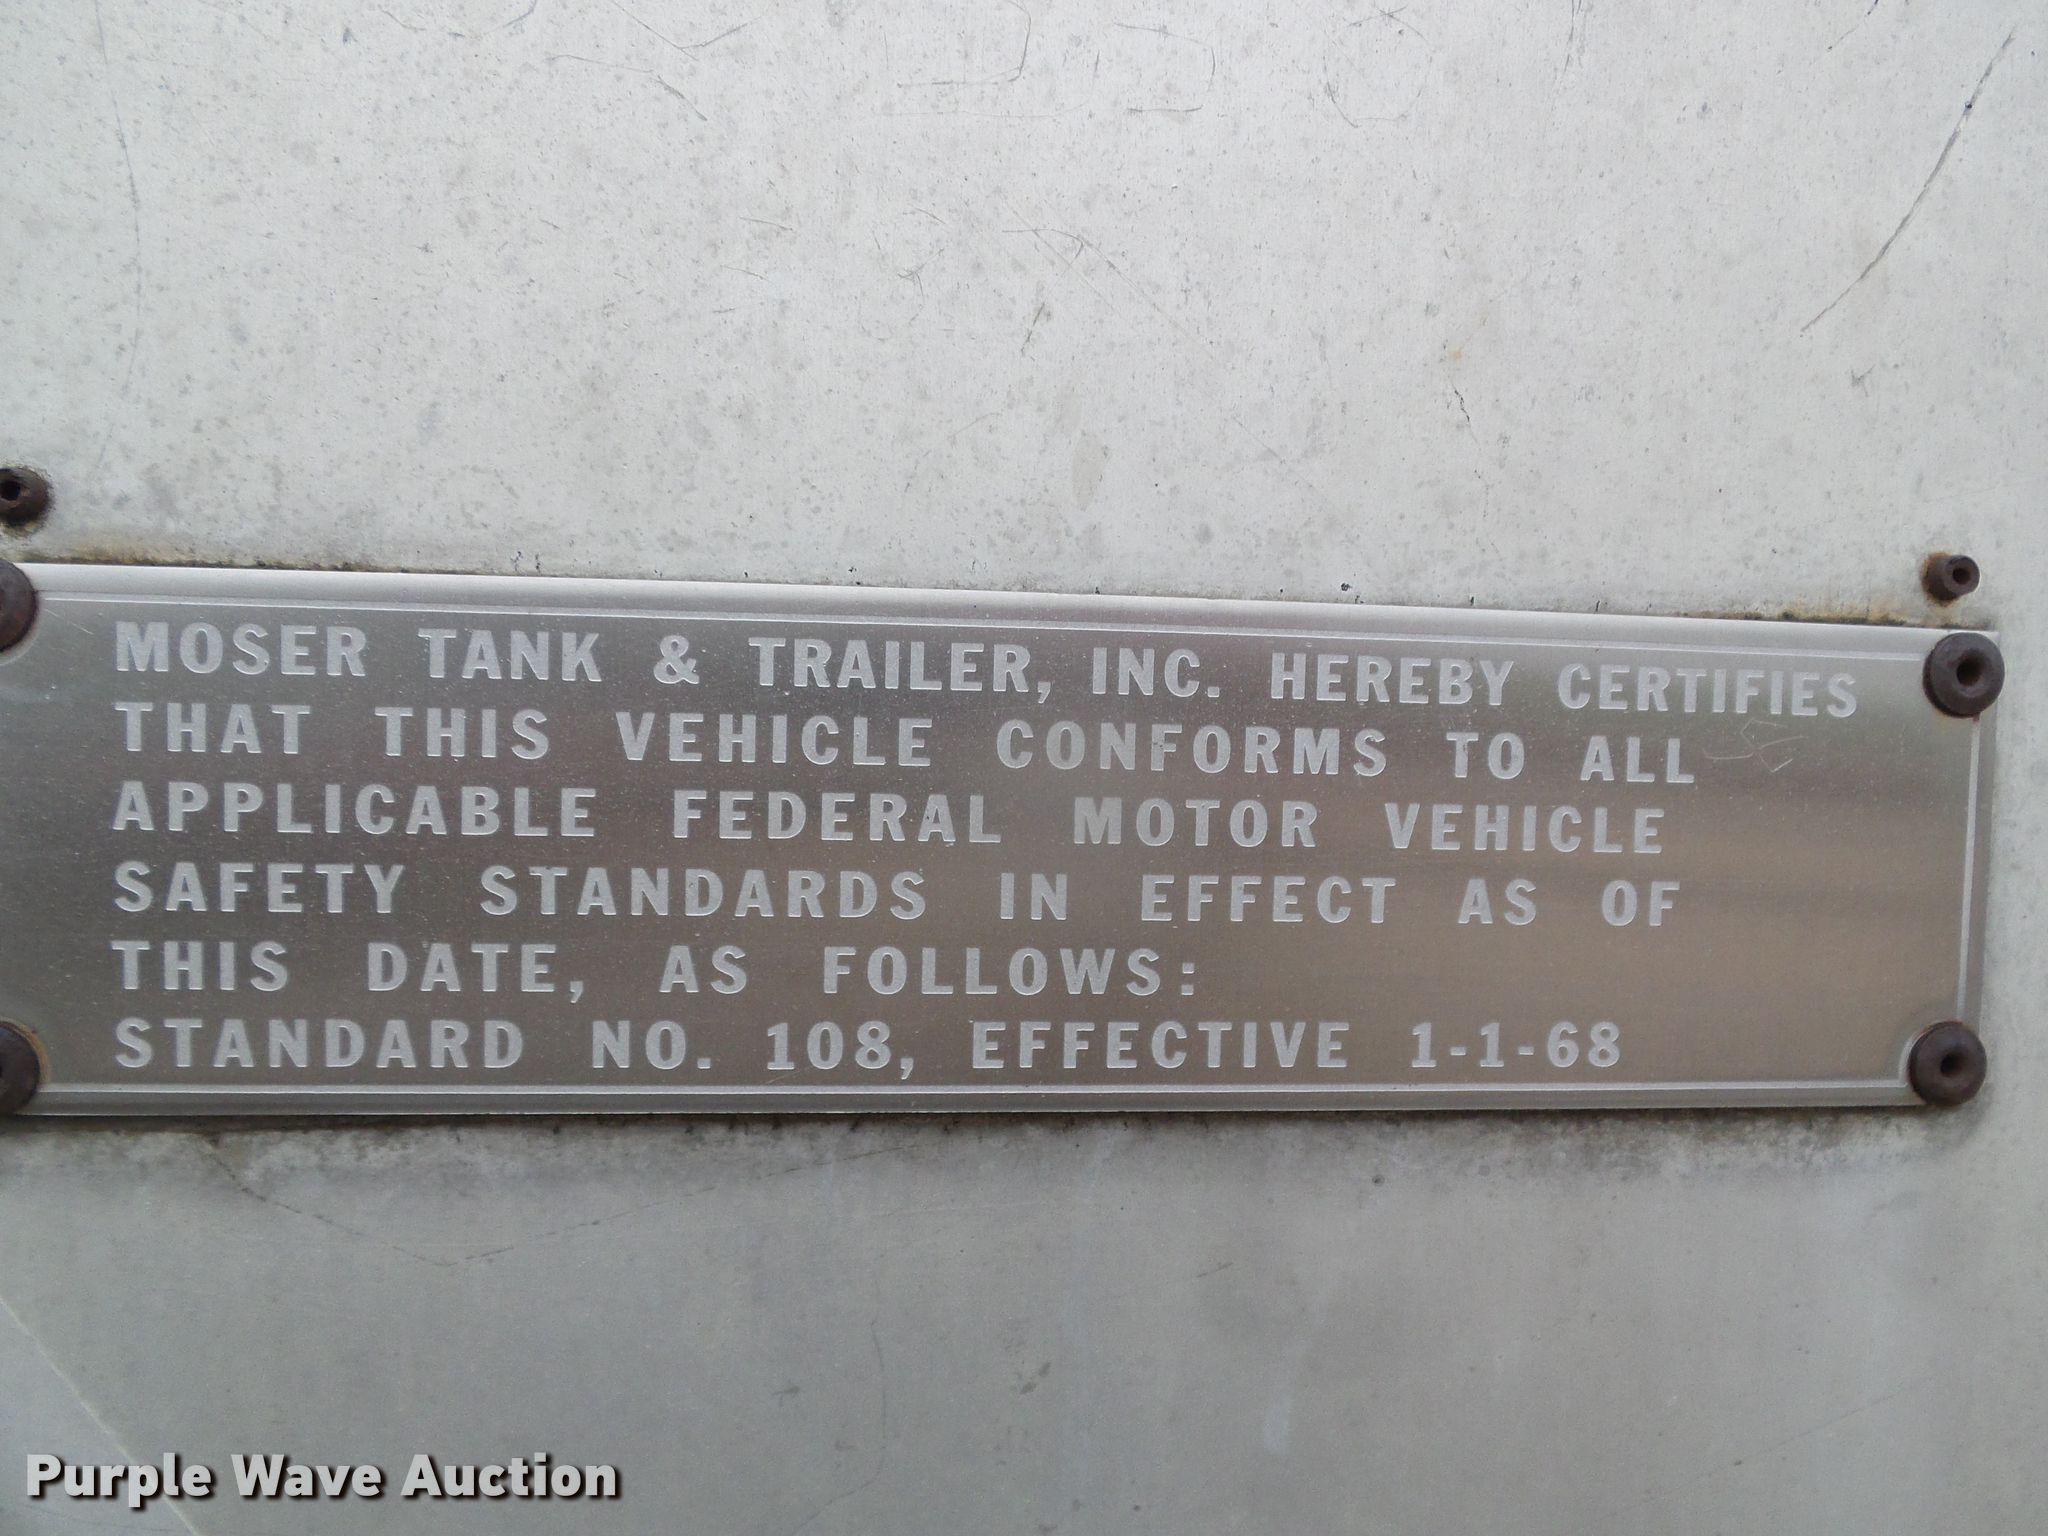 MOSER TANK & TRAILER, INC. HEREBY CERTIFIES
THAT THIS VEHICLE CONFORMS TO ALL
APPLICABLE FEDERAL MOTOR VEHICLE
SAFETY STANDARDS IN EFFECT AS OF
THIS DATE, AS FOLLOWS:
STANDARD NO. 108, EFFECTIVE 1-1-68
Purple Wave Auction